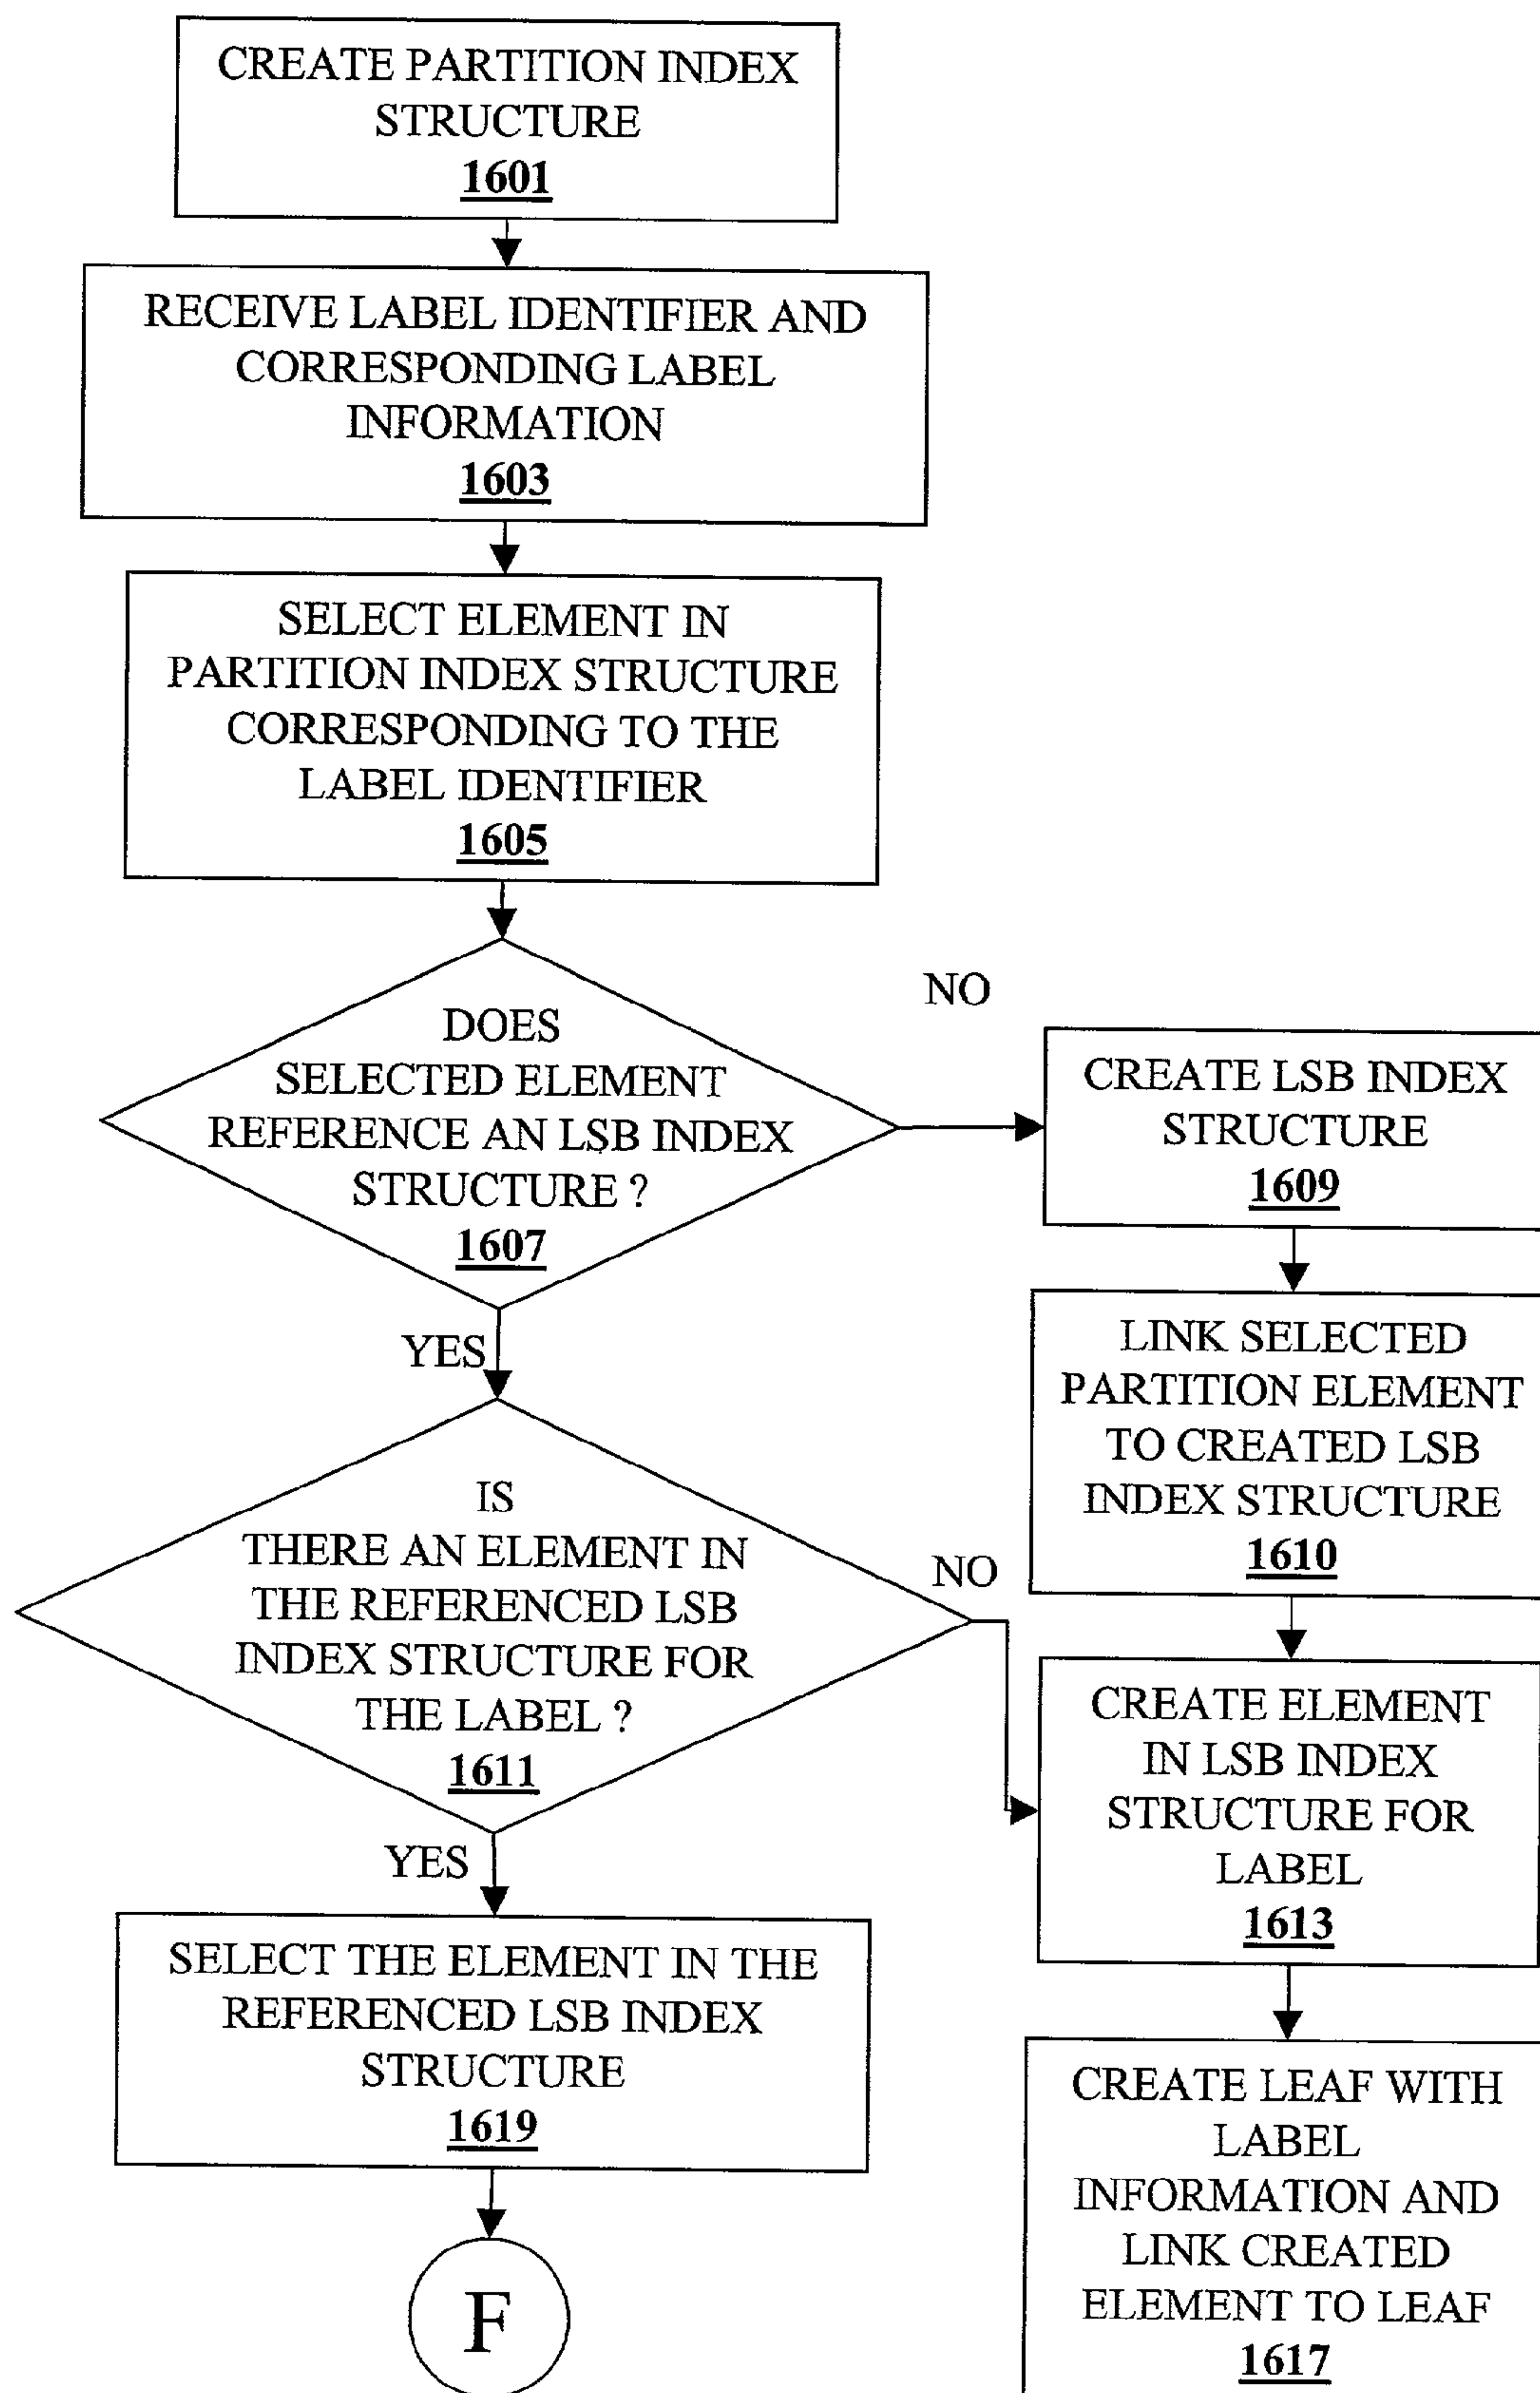 CREATE PARTITION INDEX
STRUCTURE
1601
RECEIVE LABEL IDENTIFIER AND
CORRESPONDING LABEL
INFORMATION
1603
SELECT ELEMENT IN
PARTITION INDEX STRUCTURE
CORRESPONDING TO THE
LABEL IDENTIFIER
1605
DOES
SELECTED ELEMENT
REFERENCE AN LSB INDEX
STRUCTURE ?
1607
NO
CREATE LSB INDEX
STRUCTURE
1609
LINK SELECTED
PARTITION ELEMENT
TO CREATED LSB
INDEX STRUCTURE
1610
YES
IS
THERE AN ELEMENT IN
THE REFERENCED LSB
INDEX STRUCTURE FOR
THE LABEL ?
1611
NO
CREATE ELEMENT
IN LSB INDEX
STRUCTURE FOR
LABEL
1613
YES
SELECT THE ELEMENT IN THE
REFERENCED LSB INDEX
STRUCTURE
1619
CREATE LEAF WITH
LABEL
INFORMATION AND
LINK CREATED
ELEMENT TO LEAF
1617
F